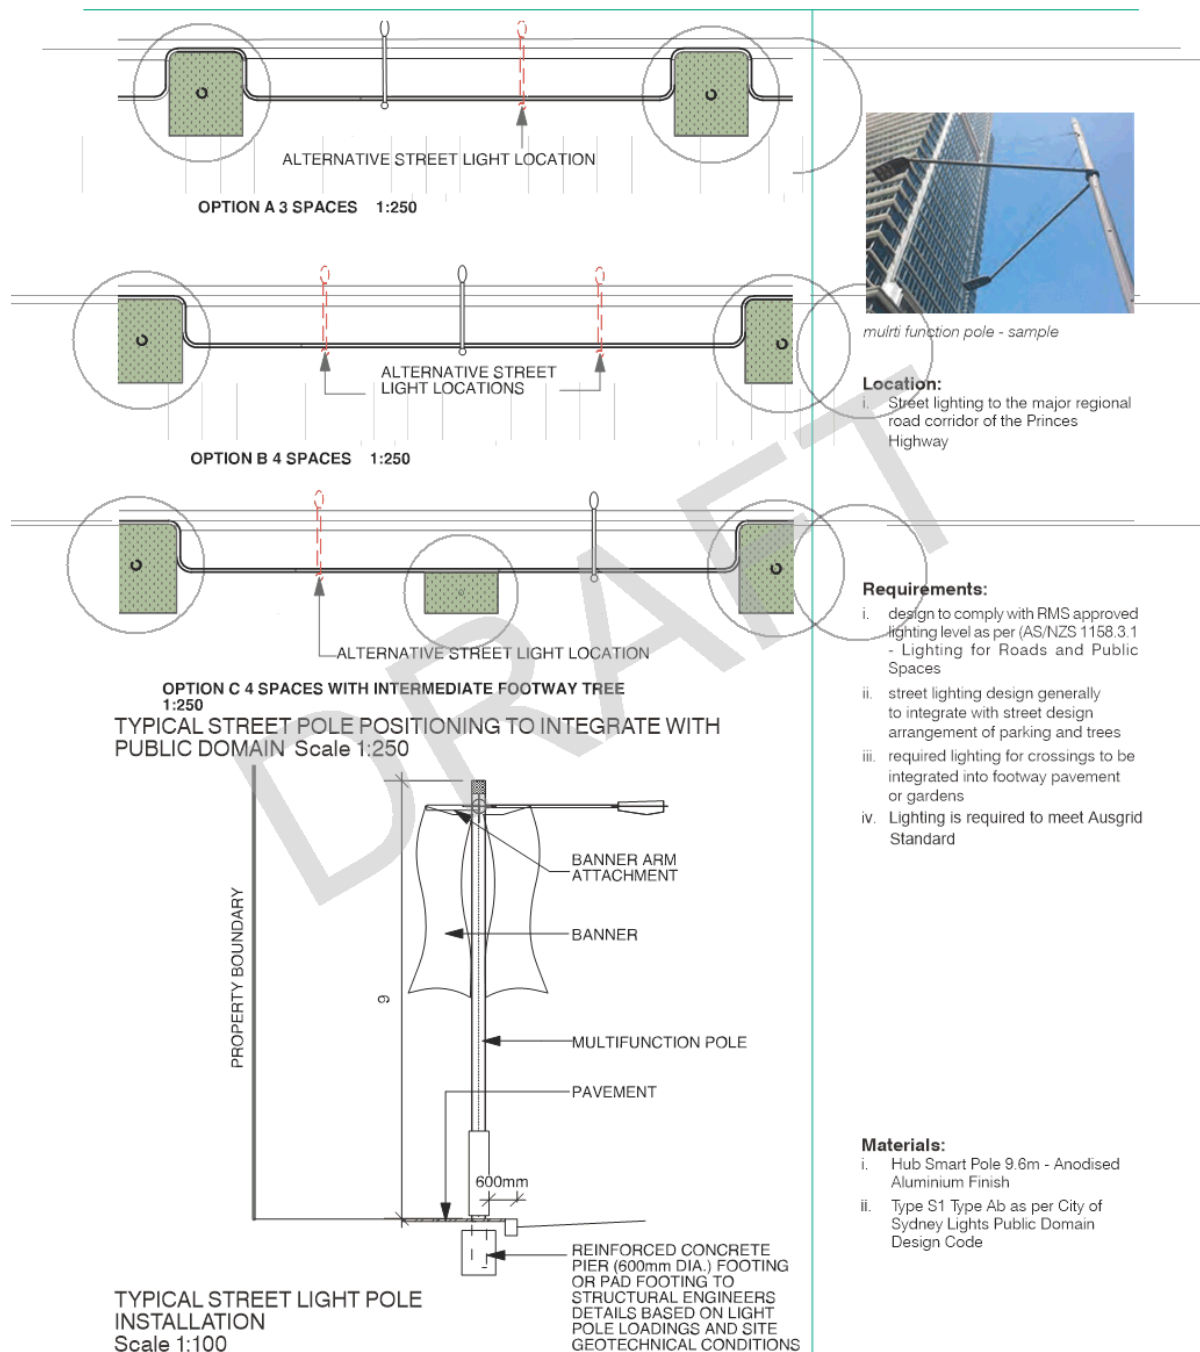 ALTERNATIVE STREET LIGHT LOCATION
OPTION A 3 SPACES 1:250
ALTERNATIVE STREET
LIGHT LOCATIONS
OPTION B 4 SPACES 1:250
ALTERNATIVE STREET LIGHT LOCATION
OPTION C 4 SPACES WITH INTERMEDIATE FOOTWAY TREE
1:250
TYPICAL STREET POLE POSITIONING TO INTEGRATE WITH
PUBLIC DOMAIN Scale 1:250
DRAFT
PROPERTY BOUNDARY
9
BANNER ARM
ATTACHMENT
BANNER
MULTIFUNCTION POLE
PAVEMENT
600mm
REINFORCED CONCRETE
PIER (600mm DIA.) FOOTING
OR PAD FOOTING TO
STRUCTURAL ENGINEERS
DETAILS BASED ON LIGHT
POLE LOADINGS AND SITE
GEOTECHNICAL CONDITIONS
TYPICAL STREET LIGHT POLE
INSTALLATION
Scale 1:100
mulrti function pole - sample
Location:
i. Street lighting to the major regional
road corridor of the Princes
Highway
Requirements:
i. design to comply with RMS approved
lighting level as per (AS/NZS 1158.3.1
- Lighting for Roads and Public
Spaces
ii. street lighting design generally
to integrate with street design
arrangement of parking and trees
iii. required lighting for crossings to be
integrated into footway pavement
or gardens
iv. Lighting is required to meet Ausgrid
Standard
Materials:
i. Hub Smart Pole 9.6m - Anodised
Aluminium Finish
ii. Type S1 Type Ab as per City of
Sydney Lights Public Domain
Design Code